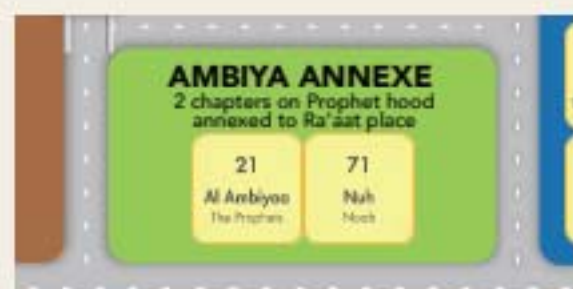 AMBIYA ANNEXE
2 chapters on Prophet hood
annexed to Ra'aat place
21
Al Ambiyaa
The Prophets
71
Nuh
Noah